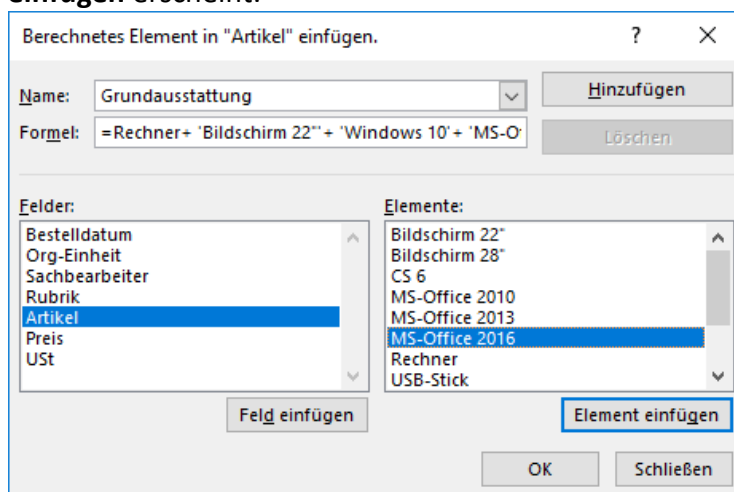 einfügen erscheint.
Berechnetes Element in "Artikel" einfügen. ? ×
Name: Grundausstattung Hinzufügen
Formel: =Rechner+ 'Bildschirm 22"'+ 'Windows 10'+ 'MS-O Löschen
Felder: Elemente:
Bestelldatum Bildschirm 22"
Org-Einheit Bildschirm 28"
Sachbearbeiter CS 6
Rubrik MS-Office 2010
Artikel MS-Office 2013
Preis MS-Office 2016
USt Rechner
USB-Stick
Feld einfügen Element einfügen
OK Schließen